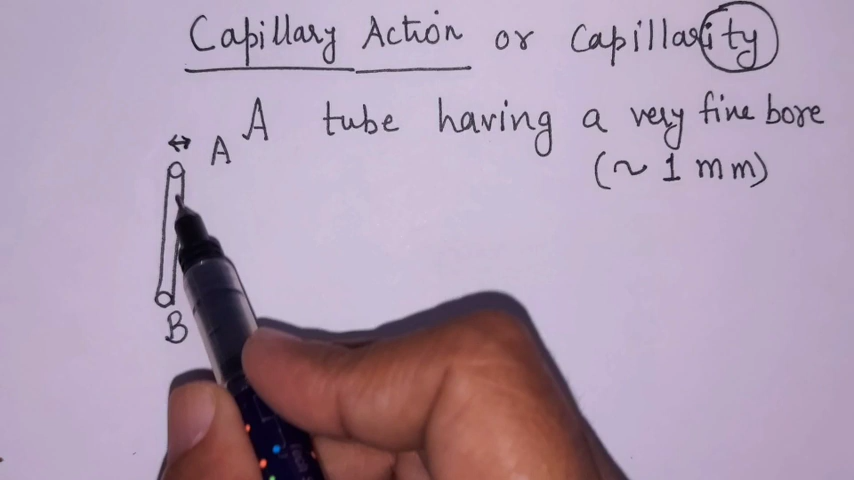 Capillary Action or Capillarity
A tube having a very fine bore
A
(~ 1 mm)
B